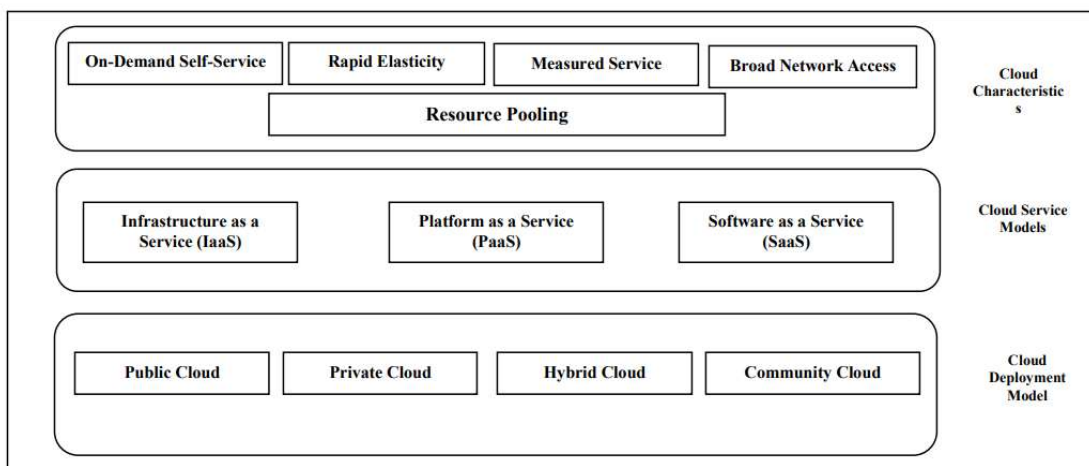 On-Demand Self-Service
Rapid Elasticity
Measured Service
Broad Network Access
Resource Pooling
Cloud
Characteristic
s
Infrastructure as a
Service (IaaS)
Platform as a Service
(PaaS)
Software as a Service
(SaaS)
Cloud Service
Models
Public Cloud
Private Cloud
Hybrid Cloud
Community Cloud
Cloud
Deployment
Model